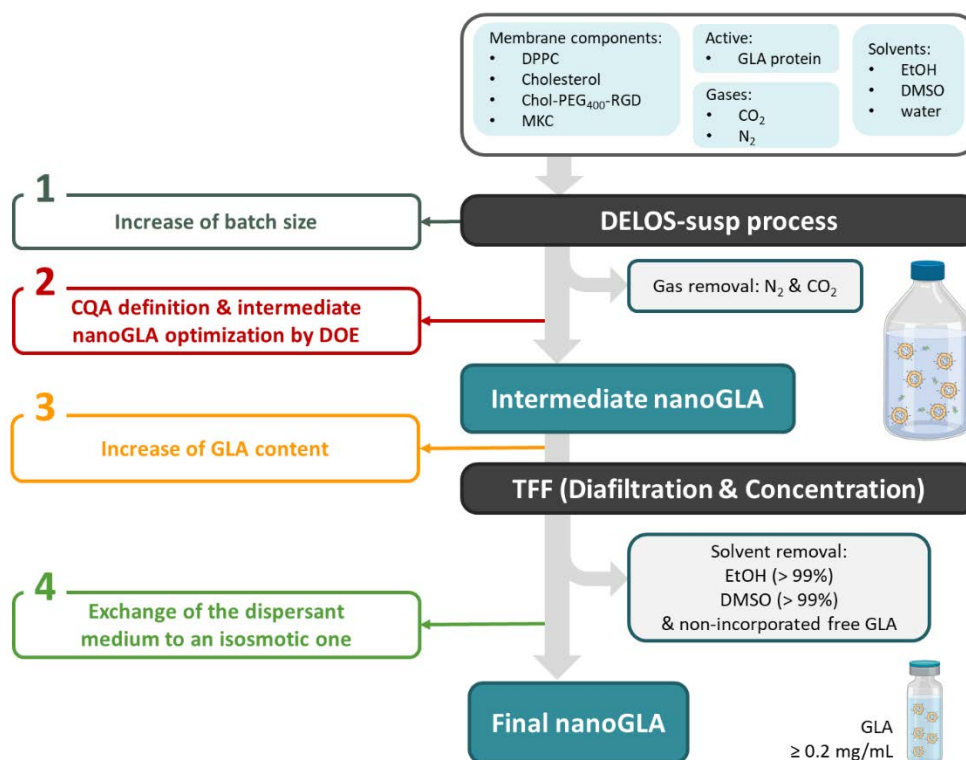 Membrane components:
• DPPC
• Cholesterol
• Chol-PEG₄₀₀-RGD
• MKC
Active:
• GLA protein
Gases:
• CO₂
• N₂
Solvents:
• EtOH
• DMSO
• water
1
Increase of batch size
DELOS-susp process
Gas removal: N₂ & CO₂
2
CQA definition & intermediate
nanoGLA optimization by DOE
Intermediate nanoGLA
3
Increase of GLA content
TFF (Diafiltration & Concentration)
Solvent removal:
EtOH (> 99%)
DMSO (> 99%)
& non-incorporated free GLA
4
Exchange of the dispersant
medium to an isosmotic one
Final nanoGLA
GLA
≥ 0.2 mg/mL